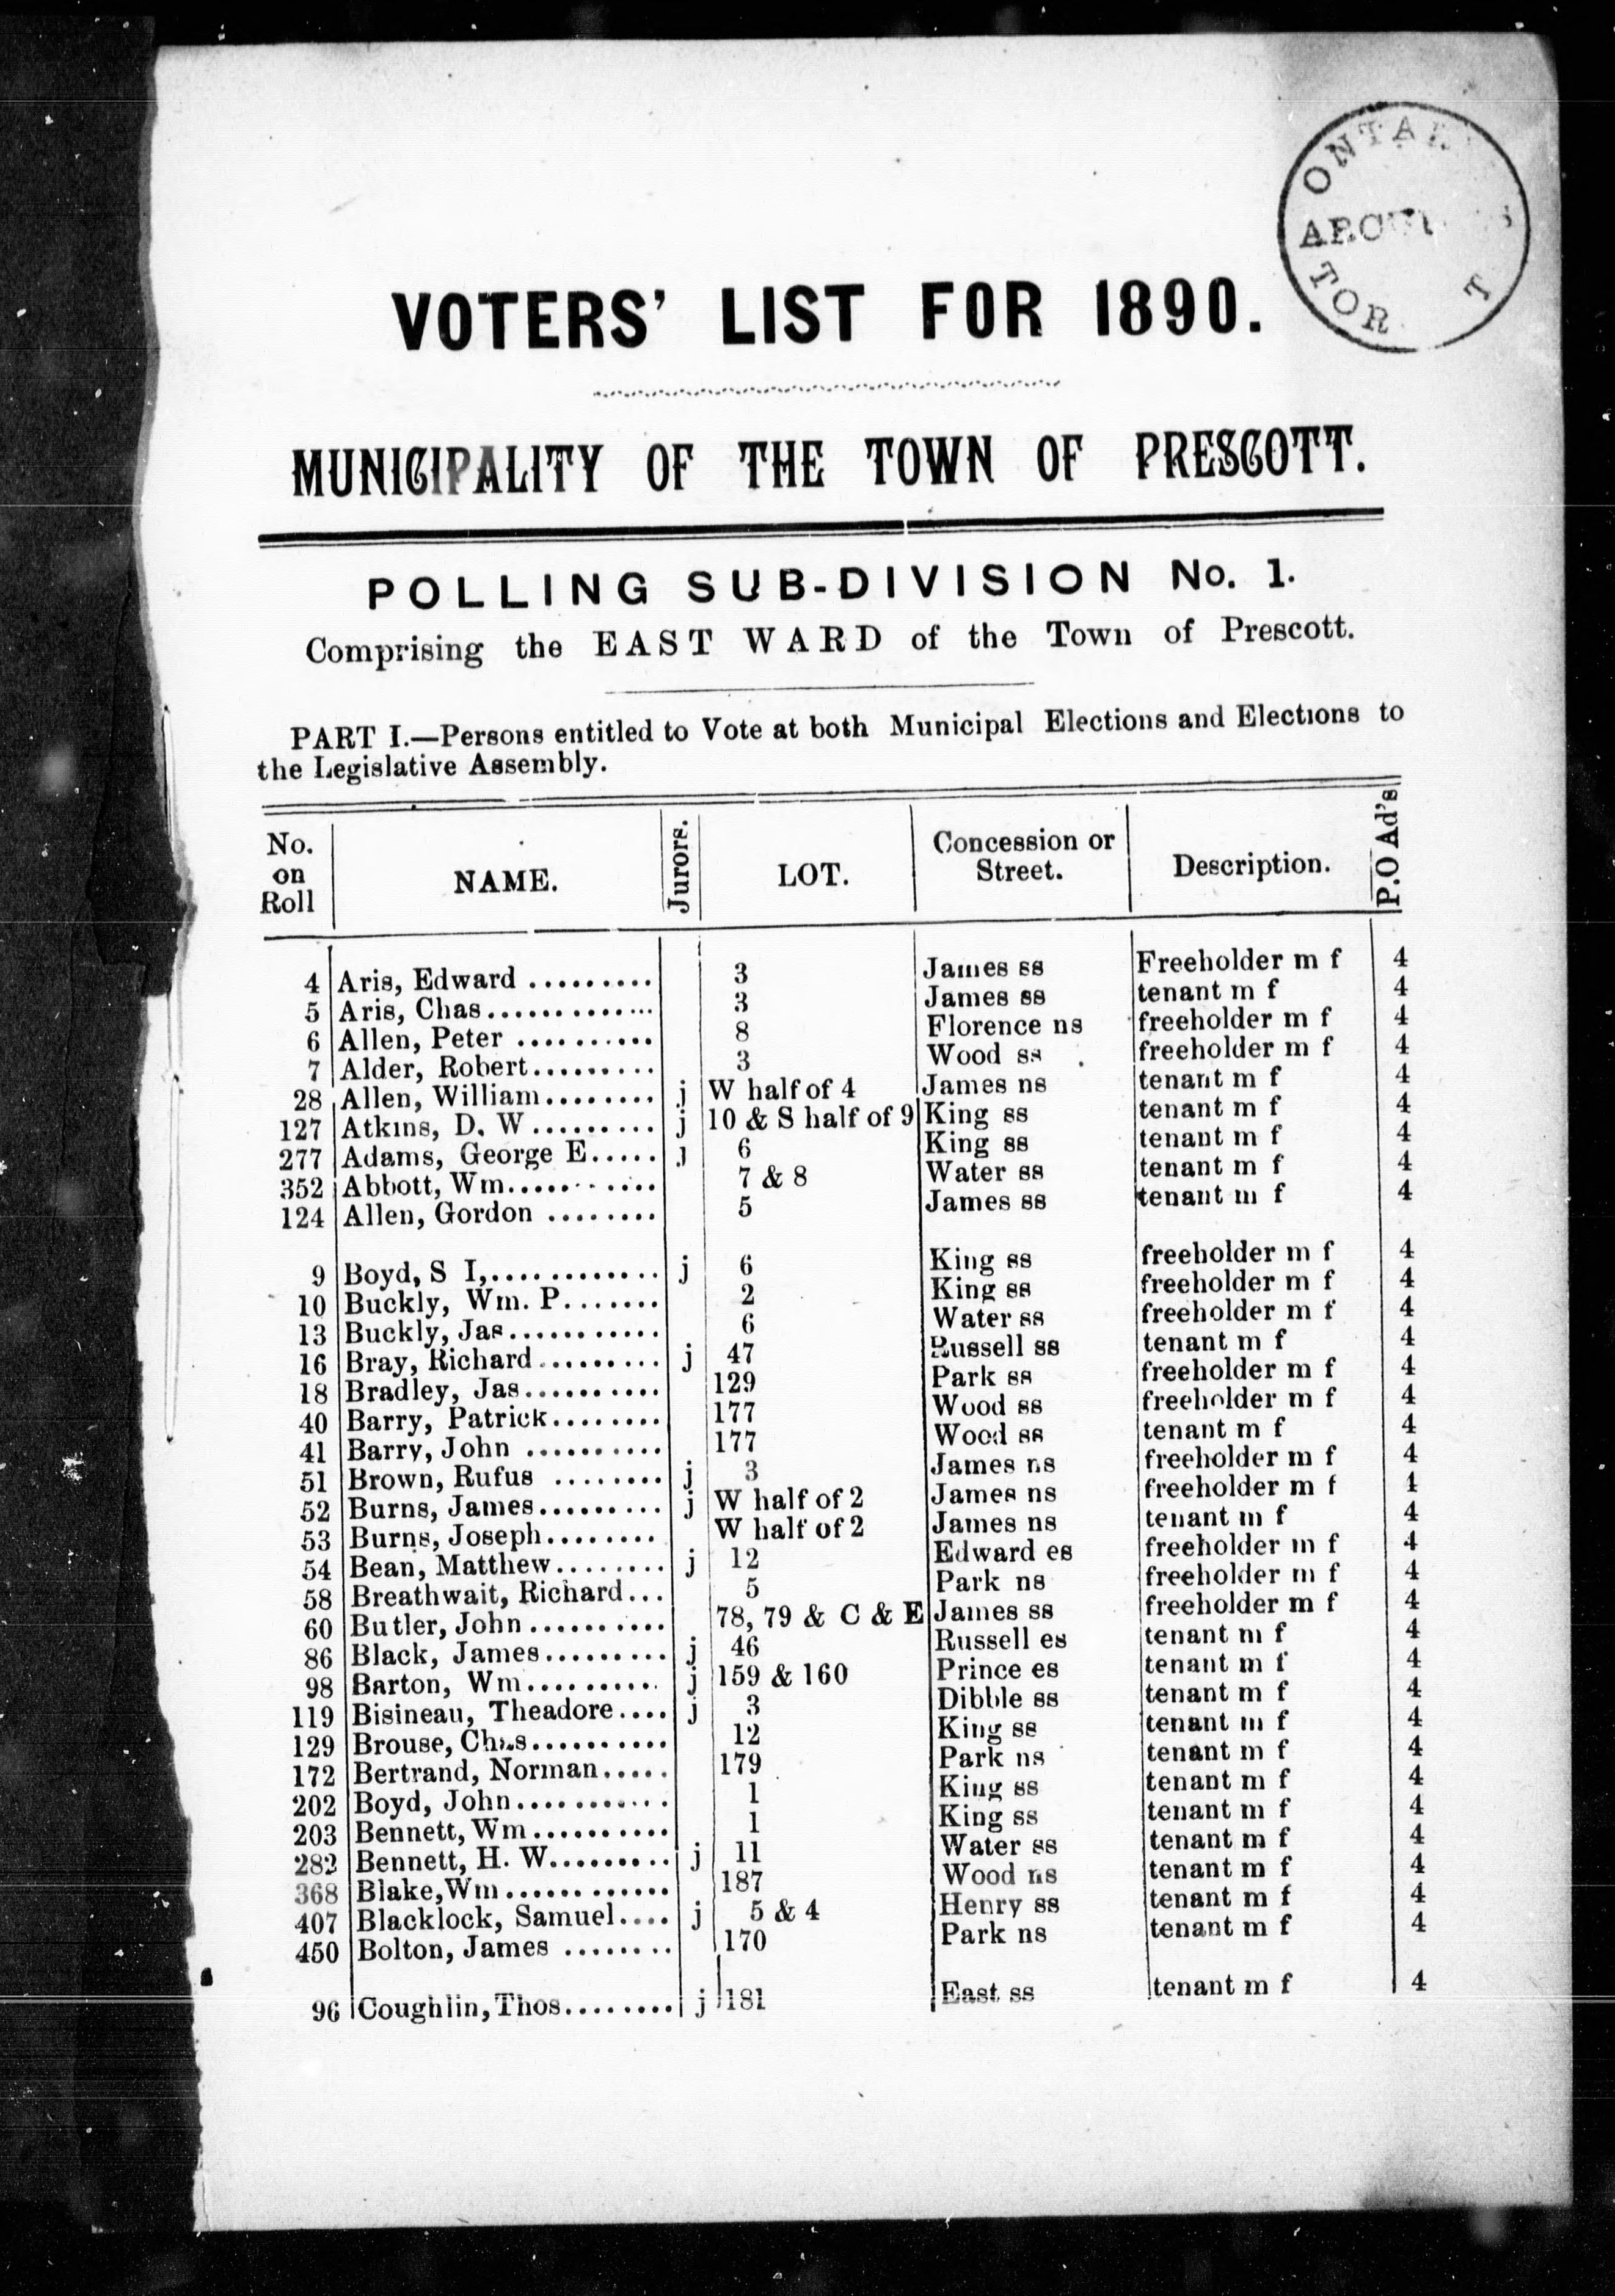 ONTA
ARC
TOR T
VOTERS' LIST FOR 1890.
MUNICIPALITY OF THE TOWN OF PRESCOTT.
POLLING SUB-DIVISION No. 1.
Comprising the EAST WARD of the Town of Prescott.
PART I.—Persons entitled to Vote at both Municipal Elections and Elections to
the Legislative Assembly.
No. on Roll NAME. Jurors. LOT. Concession or Street. Description. P.O Ad's
4 Aris, Edward ......... 3 James ss Freeholder m f 4
5 Aris, Chas.............. 3 James ss tenant m f 4
6 Allen, Peter .......... 8 Florence ns freeholder m f 4
7 Alder, Robert......... 3 Wood ss freeholder m f 4
28 Allen, William........ j W half of 4 James ns tenant m f 4
127 Atkins, D. W ......... j 10 & S half of 9 King ss tenant m f 4
277 Adams, George E..... j 6 King ss tenant m f 4
352 Abbott, Wm........... 7 & 8 Water ss tenant m f 4
124 Allen, Gordon ........ 5 James ss tenant m f 4
9 Boyd, S I,............ j 6 King ss freeholder m f 4
10 Buckly, Wm. P....... 2 King ss freeholder m f 4
13 Buckly, Jas........... 6 Water ss freeholder m f 4
16 Bray, Richard......... j 47 Russell ss tenant m f 4
18 Bradley, Jas.......... 129 Park ss freeholder m f 4
40 Barry, Patrick........ 177 Wood ss freeholder m f 4
41 Barry, John .......... 177 Wood ss tenant m f 4
51 Brown, Rufus ........ j 3 James ns freeholder m f 4
52 Burns, James......... j W half of 2 James ns freeholder m f 4
53 Burns, Joseph........ W half of 2 James ns tenant m f 4
54 Bean, Matthew........ j 12 Edward es freeholder m f 4
58 Breathwait, Richard... 5 Park ns freeholder m f 4
60 Butler, John .......... 78, 79 & C & E James ss freeholder m f 4
86 Black, James......... j 46 Russell es tenant m f 4
98 Barton, Wm.......... j 159 & 160 Prince es tenant m f 4
119 Bisineau, Theadore.... j 3 Dibble ss tenant m f 4
129 Brouse, Chas.......... 12 King ss tenant m f 4
172 Bertrand, Norman..... 179 Park ns tenant m f 4
202 Boyd, John........... 1 King ss tenant m f 4
203 Bennett, Wm.......... 1 King ss tenant m f 4
282 Bennett, H. W......... j 11 Water ss tenant m f 4
368 Blake,Wm............ 187 Wood ns tenant m f 4
407 Blacklock, Samuel.... j 5 & 4 Henry ss tenant m f 4
450 Bolton, James ........ 170 Park ns tenant m f 4
96 Coughlin, Thos........ j 181 East ss tenant m f 4